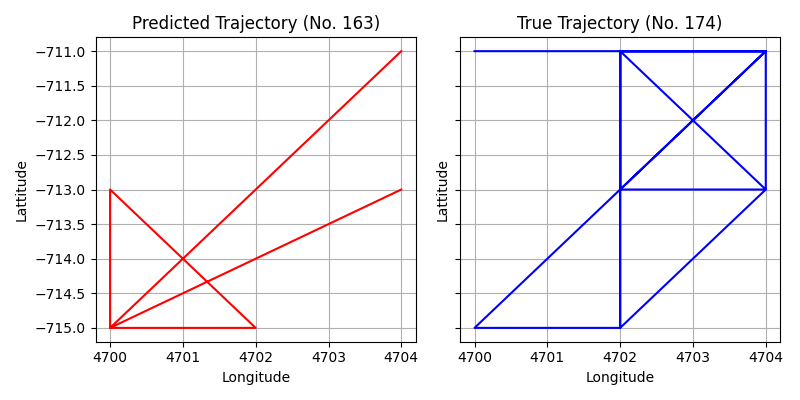 Predicted Trajectory (No. 163)
True Trajectory (No. 174)
Lattitude
−711.0
−711.5
−712.0
−712.5
−713.0
−713.5
−714.0
−714.5
−715.0
4700 4701 4702 4703 4704
Longitude
Lattitude
4700 4701 4702 4703 4704
Longitude